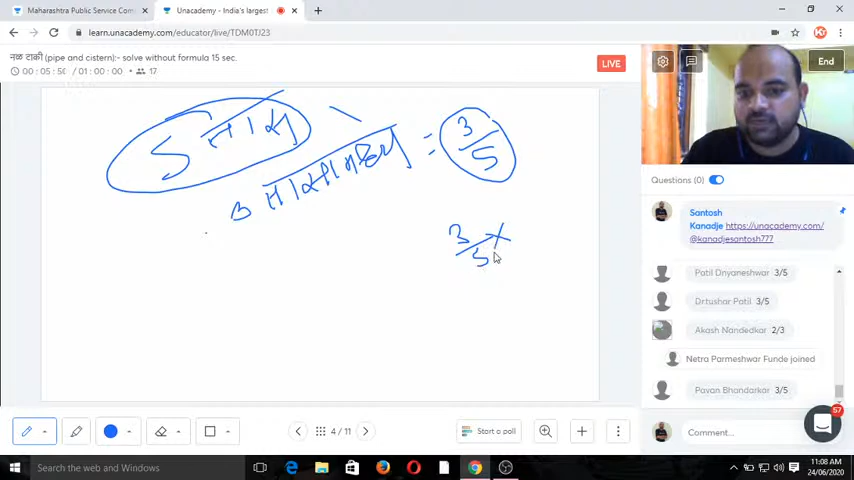 Maharashtra Public Service Com
Unacademy - India's largest
learn.unacademy.com/educator/live/TDM0TJ23
नळ टाकी (pipe and cistern):- solve without formula 15 sec.
00:05:50 / 01:00:00 • 17
LIVE
End
5 तास
3 तासामध्ये = 3/5
3/5 x
Questions (0)
Santosh
Kanadje https://unacademy.com/
@kanadjesantosh777
Patil Dnyaneshwar 3/5
Drtushar Patil 3/5
Akash Nandedkar 2/3
Netra Parmeshwar Funde joined
Pavan Bhandarkar 3/5
57
4 / 11
Start a poll
Comment...
Search the web and Windows
11:08 AM
24/06/2020